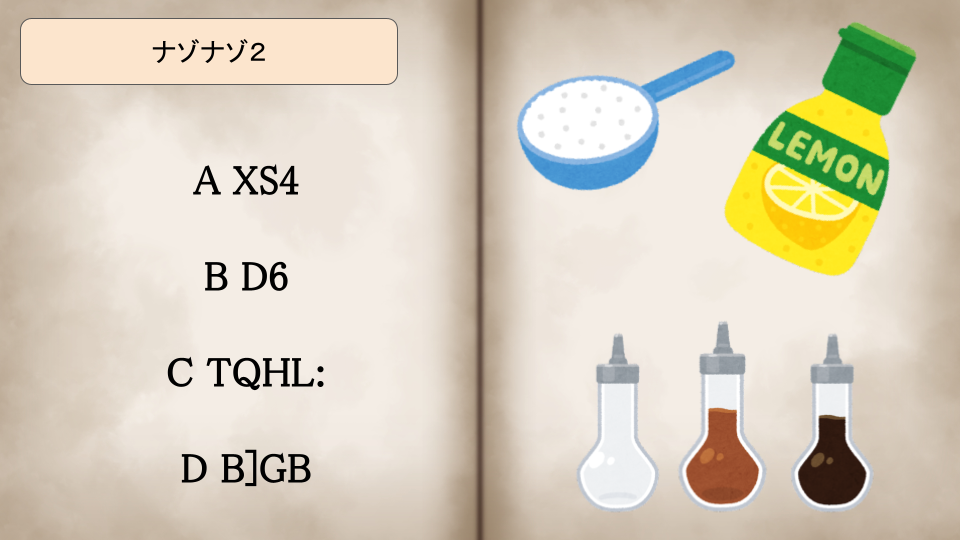 ナゾナゾ２
A XS4
B D6
C TQHL:
D B]GB
LEMON